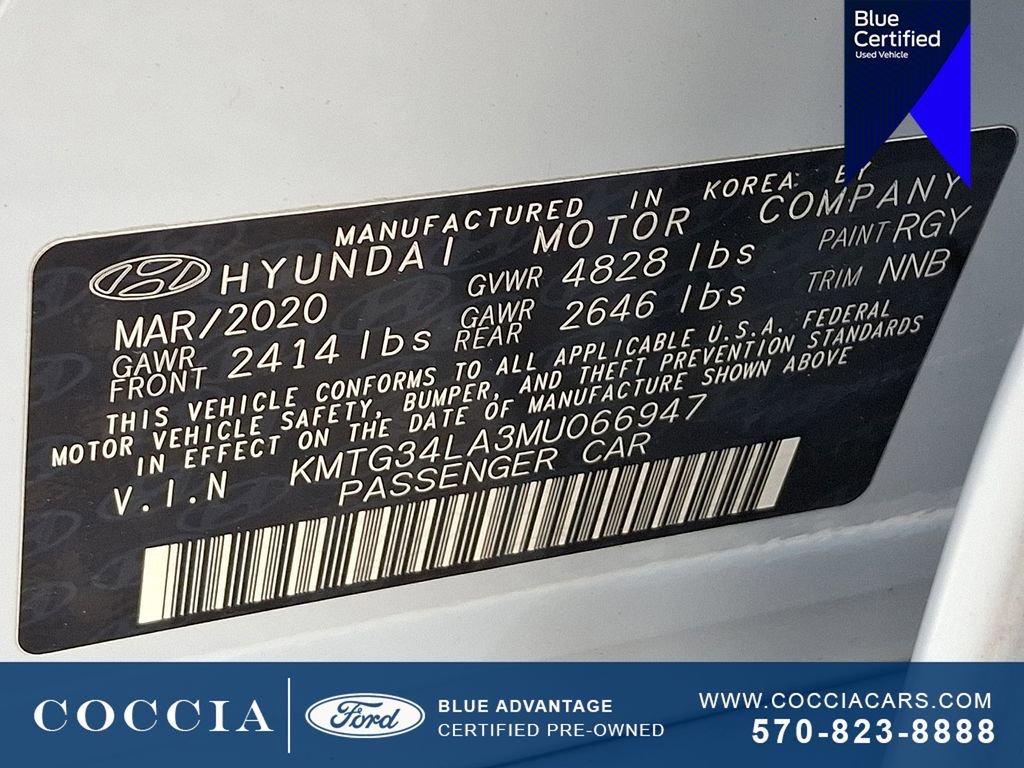 Blue
Certified
Used Vehicle
MANUFACTURED IN KOREA BY
HYUNDAI MOTOR COMPANY
MAR/2020 GVWR 4828 lbs PAINT RGY
GAWR FRONT 2414 lbs GAWR REAR 2646 lbs TRIM NNB
THIS VEHICLE CONFORMS TO ALL APPLICABLE U.S.A. FEDERAL
MOTOR VEHICLE SAFETY, BUMPER, AND THEFT PREVENTION STANDARDS
IN EFFECT ON THE DATE OF MANUFACTURE SHOWN ABOVE
V.I.N KMTG34LA3MU066947
PASSENGER CAR
COCCIA
Ford
BLUE ADVANTAGE
CERTIFIED PRE-OWNED
WWW.COCCIACARS.COM
570-823-8888